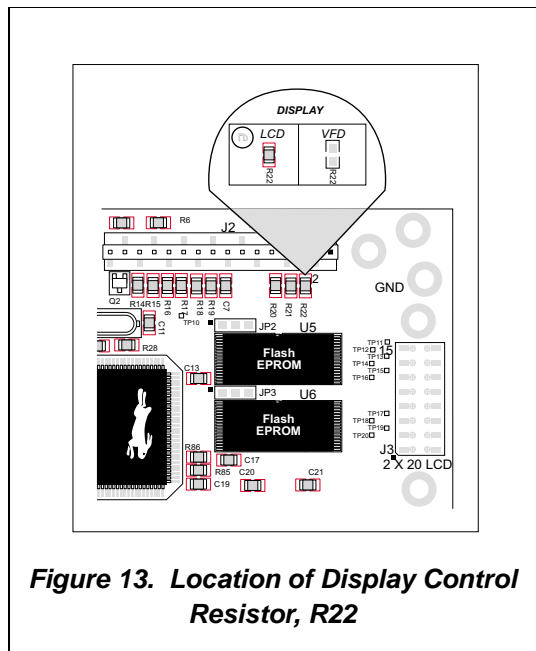 DISPLAY
LCD VFD
R22 R22
R6
J2
2
GND
Q2
R14 R15 R16 R17 R18 R19 C7 R20 R21 R22
TP10
C11
R28
JP2 U5
Flash
EPROM
C13
JP3 U6
Flash
EPROM
TP11
15
TP12
TP13
TP14
TP15
TP16
TP17
TP18
TP19
TP20
J3
2 X 20 LCD
R86
C17
R85
C20 C21
C19
Figure 13. Location of Display Control
Resistor, R22